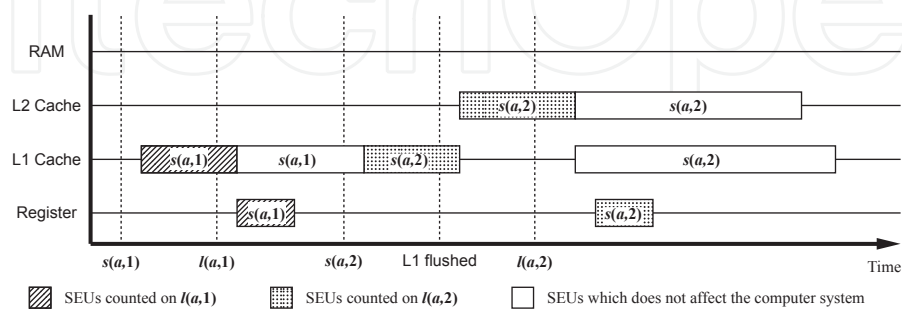 RAM
L2 Cache
s(a,2) s(a,2)
L1 Cache
s(a,1) s(a,1) s(a,2) s(a,2)
Register
s(a,1) s(a,2)
s(a,1) l(a,1) s(a,2) L1 flushed l(a,2) Time
SEUs counted on l(a,1) SEUs counted on l(a,2) SEUs which does not affect the computer system